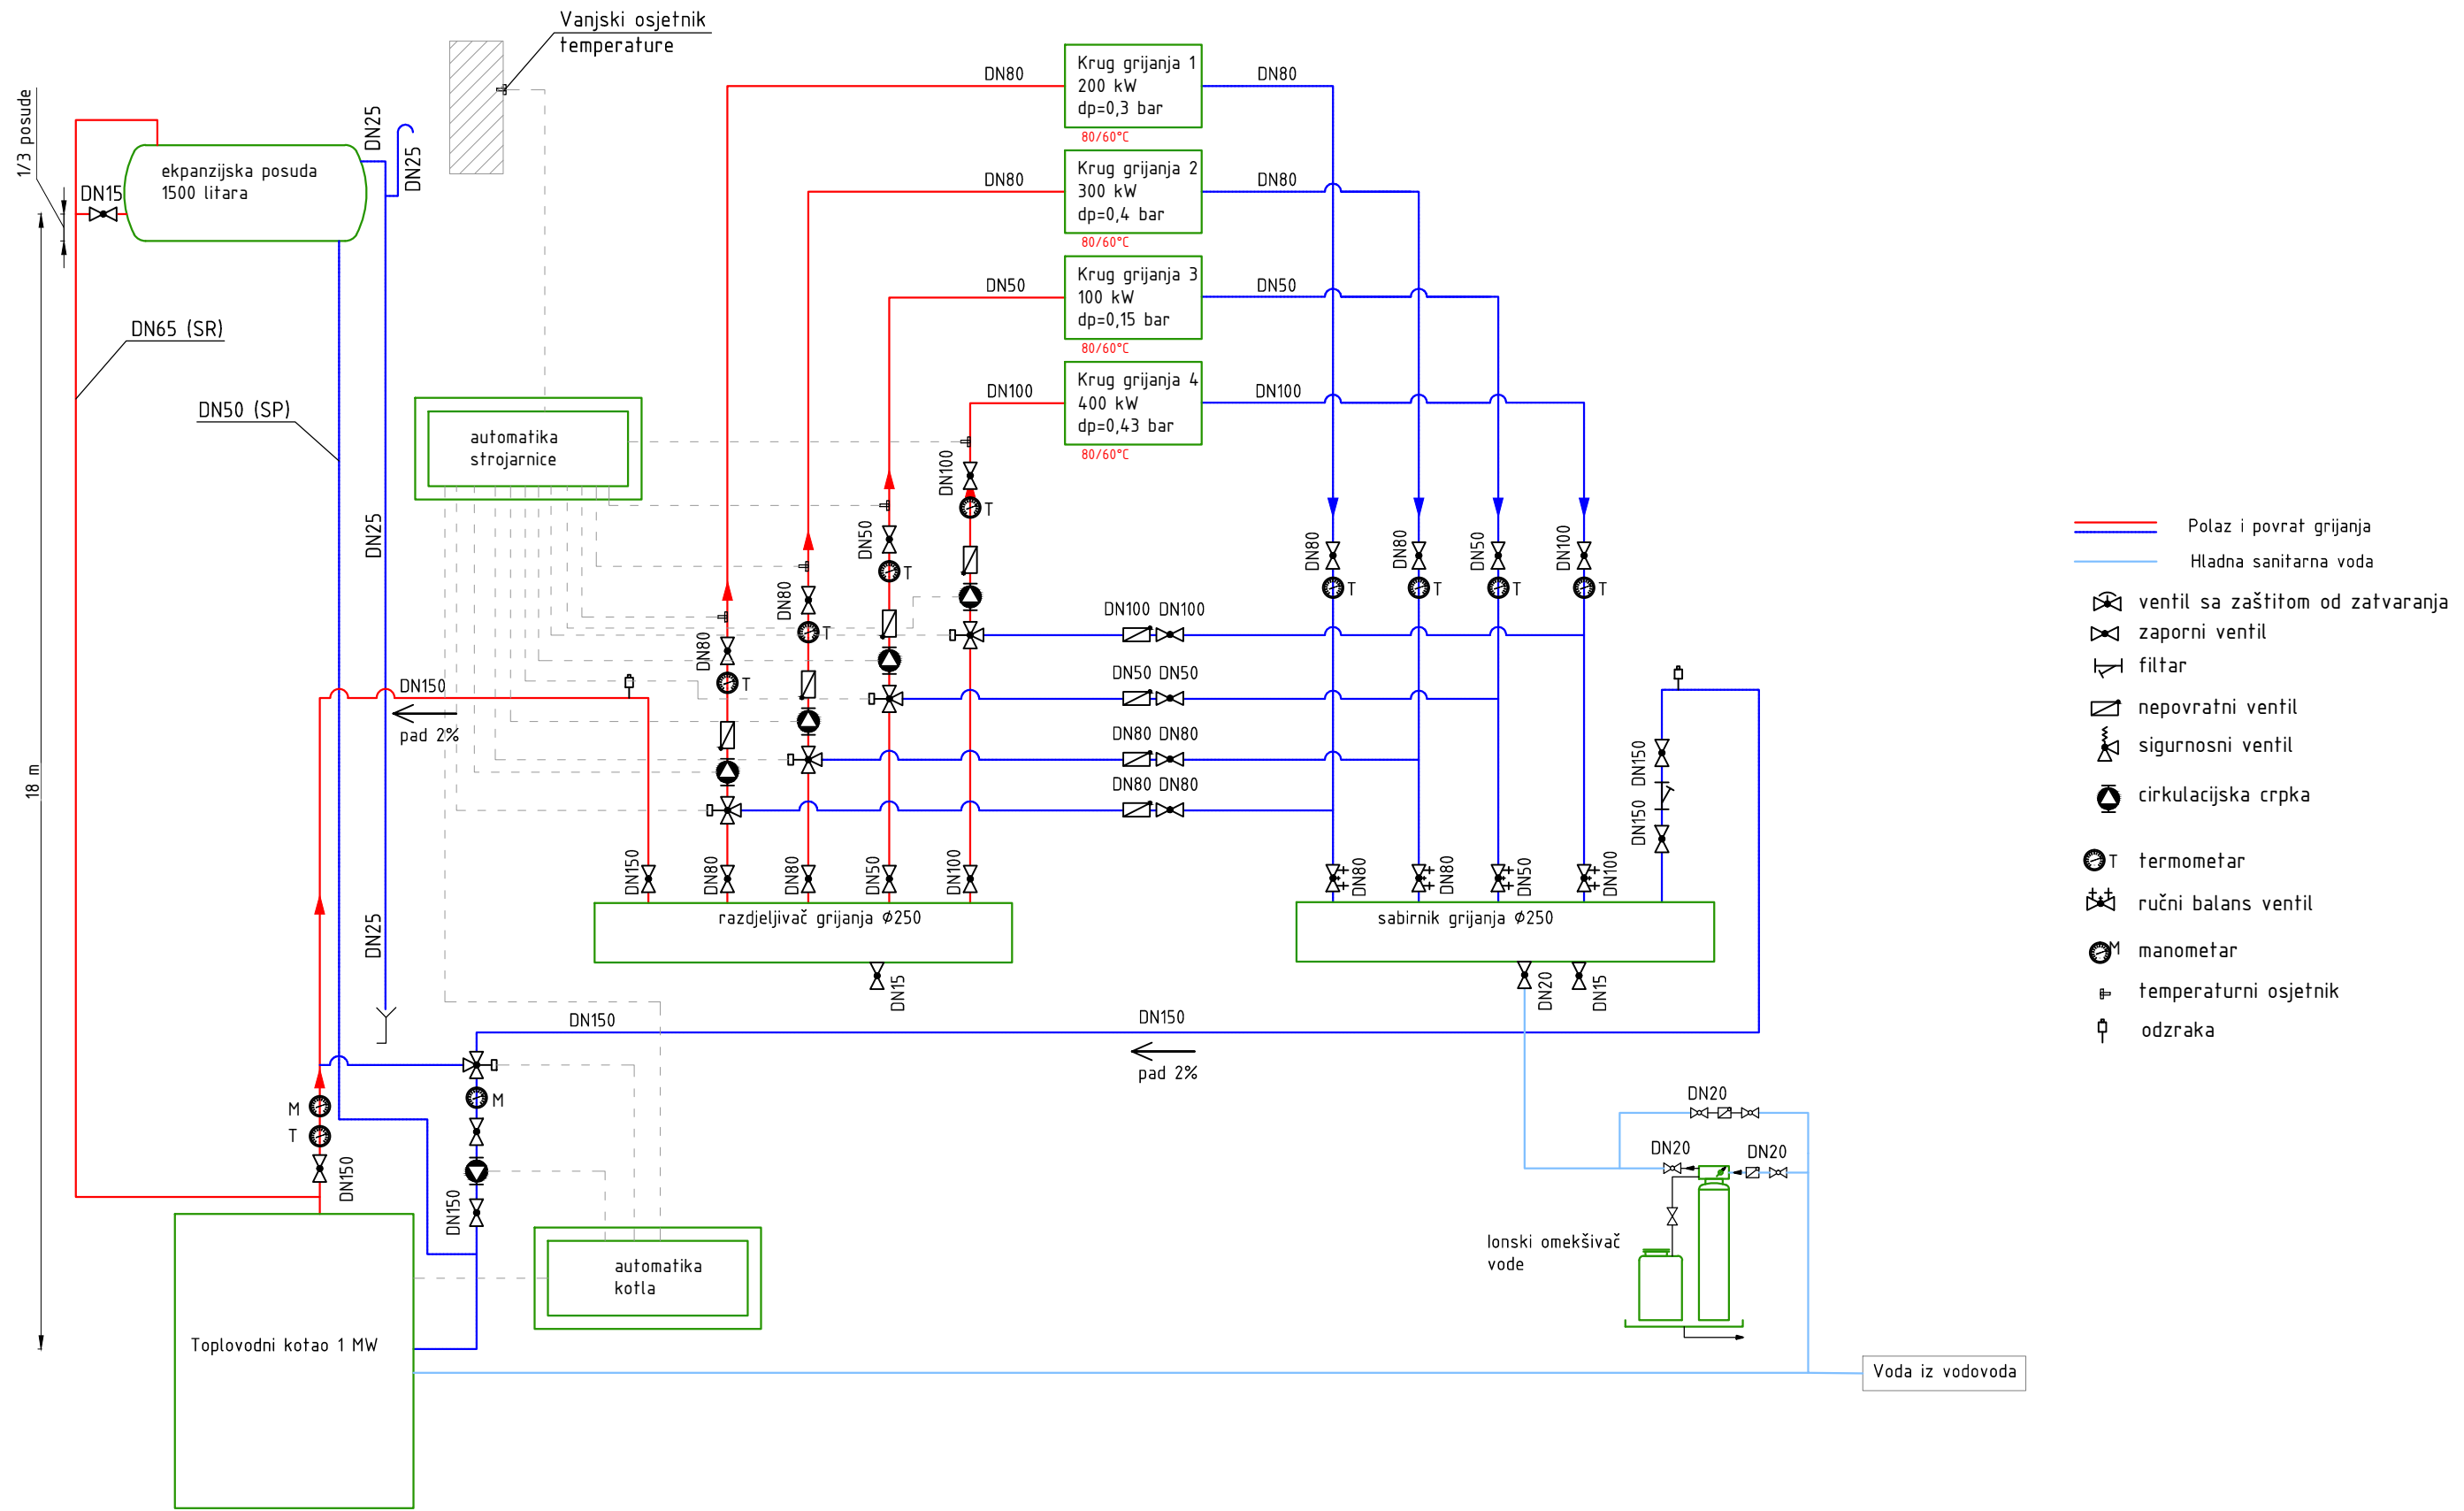 Vanjski osjetnik
temperature
1/3 posude
DN15
ekpanzijska posuda
1500 litara
DN25
DN25
DN65 (SR)
DN50 (SP)
DN25
DN25
18 m
automatika
strojarnice
DN80
Krug grijanja 1
200 kW
dp=0,3 bar
80/60°C
DN80
DN80
Krug grijanja 2
300 kW
dp=0,4 bar
80/60°C
DN80
DN50
Krug grijanja 3
100 kW
dp=0,15 bar
80/60°C
DN50
DN100
Krug grijanja 4
400 kW
dp=0,43 bar
80/60°C
DN100
DN100
T
DN50
T
DN80
T
DN80
T
DN80
T
DN80
T
DN50
T
DN100
T
DN100 DN100
DN50 DN50
DN80 DN80
DN80 DN80
DN150
pad 2%
DN150
DN80
DN80
DN50
DN100
razdjeljivač grijanja Ø250
DN15
DN80
DN80
DN50
DN100
DN150
DN150
sabirnik grijanja Ø250
DN20
DN15
DN150
DN150
pad 2%
M
T
DN150
M
DN150
automatika
kotla
Toplovodni kotao 1 MW
DN20
DN20
DN20
Ionski omekšivač
vode
Voda iz vodovoda
Polaz i povrat grijanja
Hladna sanitarna voda
ventil sa zaštitom od zatvaranja
zaporni ventil
filtar
nepovratni ventil
sigurnosni ventil
cirkulacijska crpka
T termometar
ručni balans ventil
M manometar
temperaturni osjetnik
odzraka